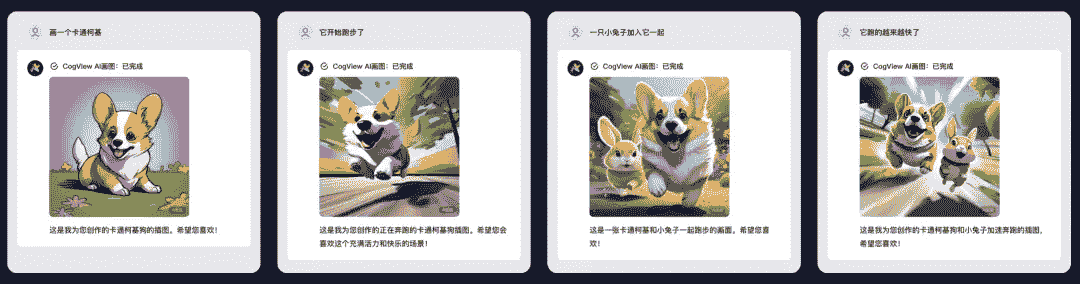 画一个卡通柯基
CogView AI画图：已完成
这是我为您创作的卡通柯基狗的插图。希望您喜欢！
它开始跑步了
CogView AI画图：已完成
这是我为您创作的正在奔跑的卡通柯基狗插图。希望您会
喜欢这个充满活力和快乐的场景！
一只小兔子加入它一起
CogView AI画图：已完成
这是一张卡通柯基和小兔子一起跑步的画面。希望您喜
欢！
它跑的越来越快了
CogView AI画图：已完成
这是我为您创作的卡通柯基狗和小兔子加速奔跑的插图，
希望您喜欢！